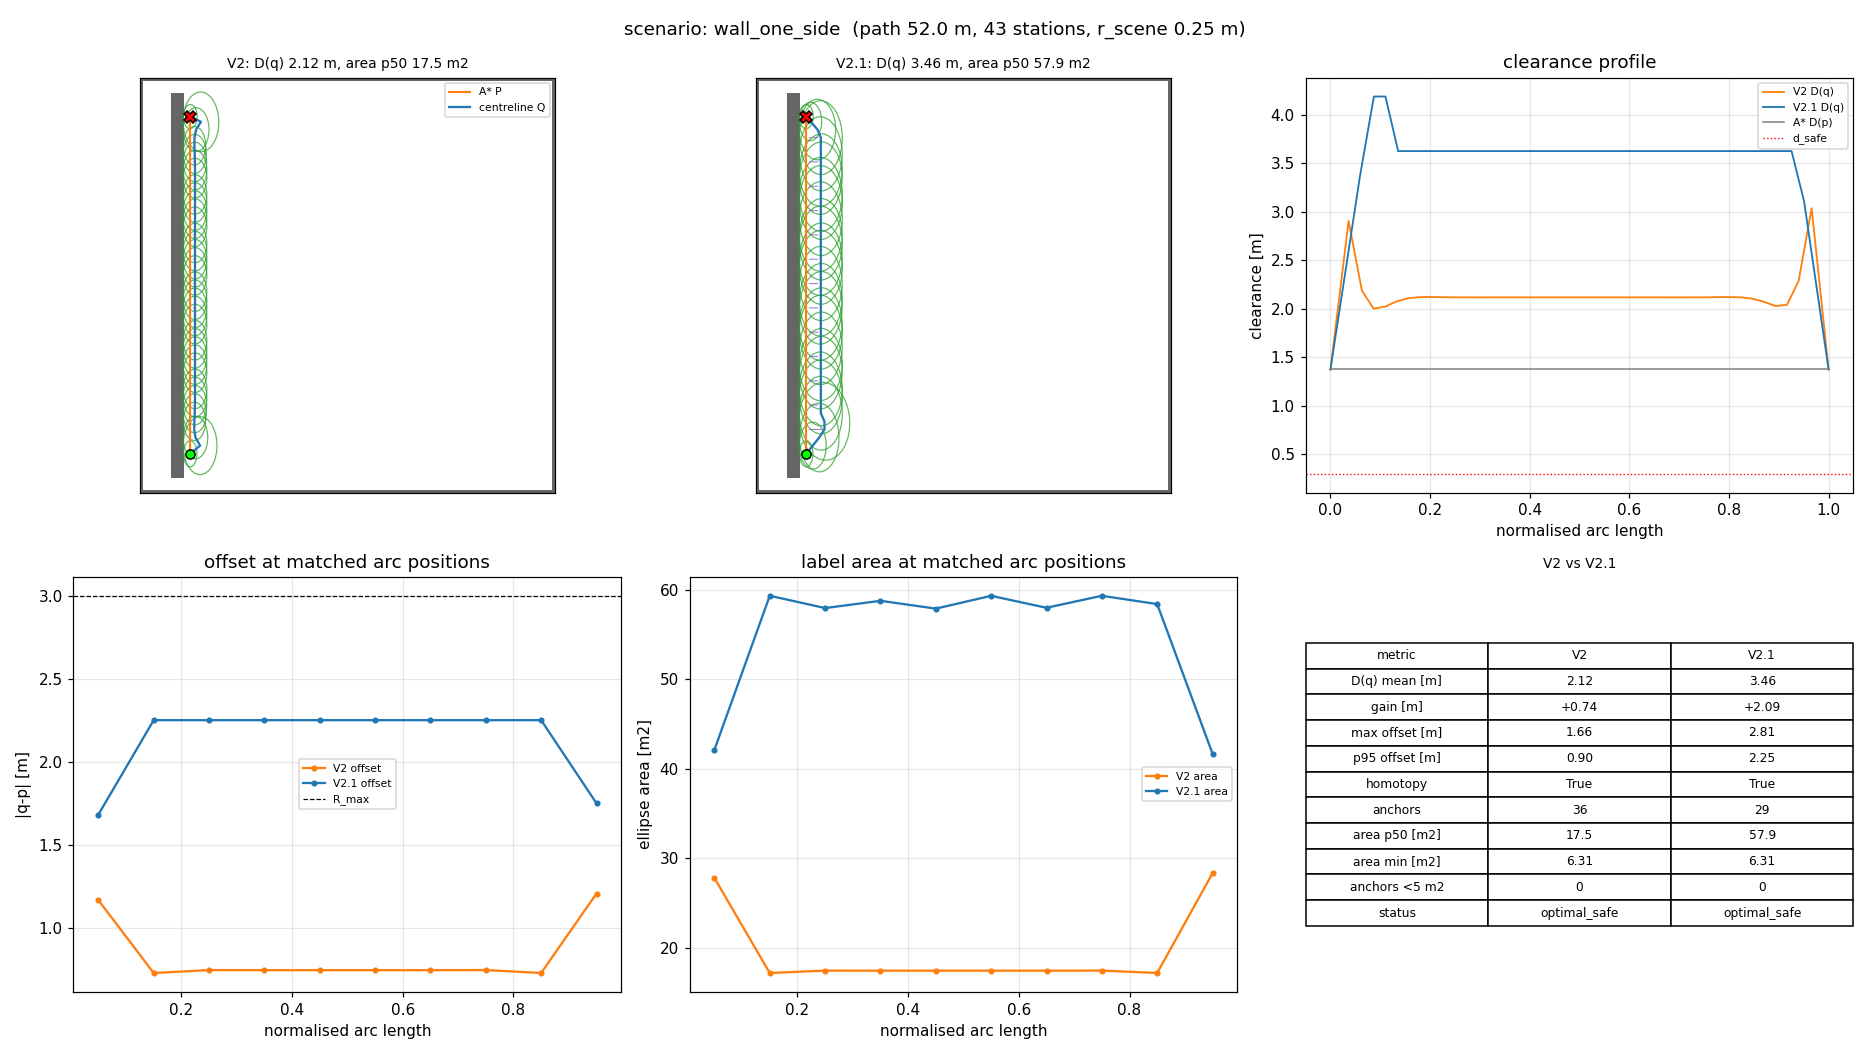 scenario: wall_one_side  (path 52.0 m, 43 stations, r_scene 0.25 m)
V2: D(q) 2.12 m, area p50 17.5 m2
A* P
centreline Q
V2.1: D(q) 3.46 m, area p50 57.9 m2
clearance profile
V2 D(q)
V2.1 D(q)
A* D(p)
d_safe
clearance [m]
4.0
3.5
3.0
2.5
2.0
1.5
1.0
0.5
0.0 0.2 0.4 0.6 0.8 1.0
normalised arc length
offset at matched arc positions
|q-p| [m]
3.0
2.5
2.0
1.5
1.0
V2 offset
V2.1 offset
R_max
0.2 0.4 0.6 0.8
normalised arc length
label area at matched arc positions
ellipse area [m2]
60
50
40
30
20
V2 area
V2.1 area
0.2 0.4 0.6 0.8
normalised arc length
V2 vs V2.1
metric V2 V2.1
D(q) mean [m] 2.12 3.46
gain [m] +0.74 +2.09
max offset [m] 1.66 2.81
p95 offset [m] 0.90 2.25
homotopy True True
anchors 36 29
area p50 [m2] 17.5 57.9
area min [m2] 6.31 6.31
anchors <5 m2 0 0
status optimal_safe optimal_safe